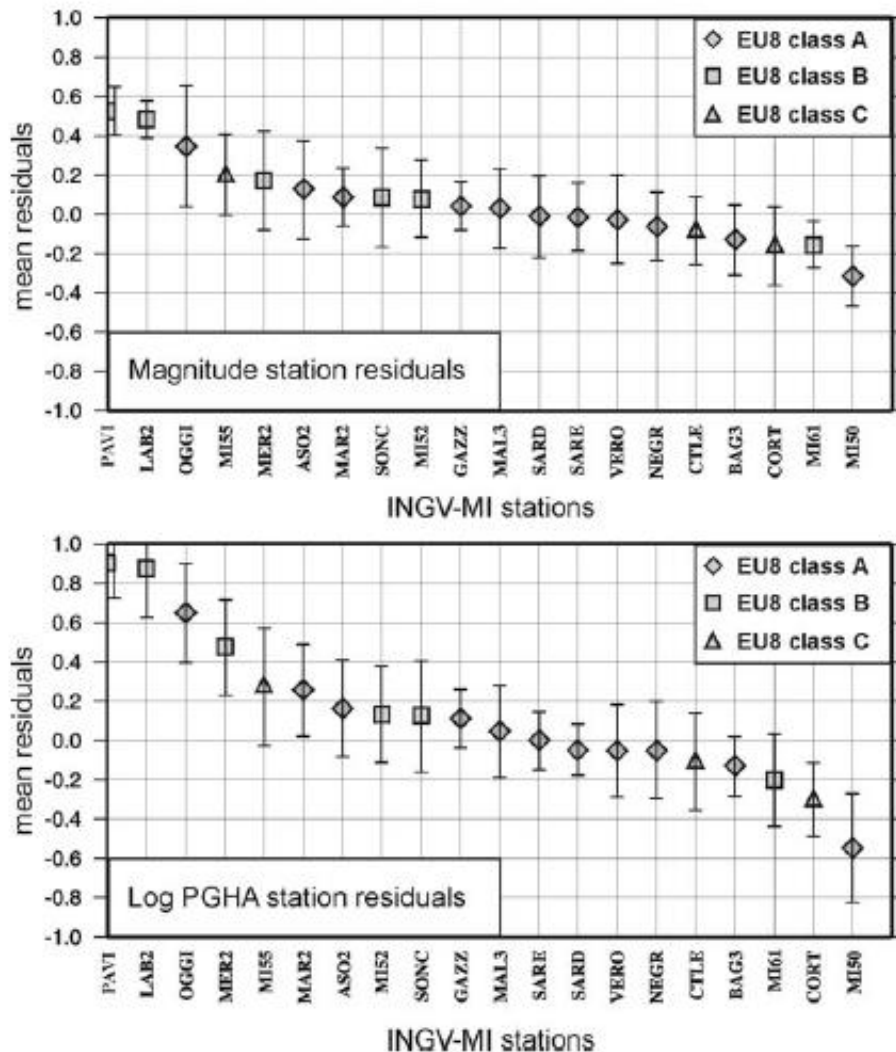 1.0
0.8
0.6
0.4
0.2
0.0
-0.2
-0.4
-0.6
-0.8
-1.0
mean residuals
EU8 class A
EU8 class B
EU8 class C
Magnitude station residuals
PAVI LAB2 OGGI MI55 MER2 ASO2 MAR2 SONC MI52 GAZZ MAL3 SARD SARE VERO NEGR CTLE BAG3 CORT MI61 MI50
INGV-MI stations
1.0
0.8
0.6
0.4
0.2
0.0
-0.2
-0.4
-0.6
-0.8
-1.0
mean residuals
EU8 class A
EU8 class B
EU8 class C
Log PGHA station residuals
PAVI LAB2 OGGI MER2 MI55 MAR2 ASO2 MI52 SONC GAZZ MAL3 SARE SARD VERO NEGR CTLE BAG3 MI61 CORT MI50
INGV-MI stations